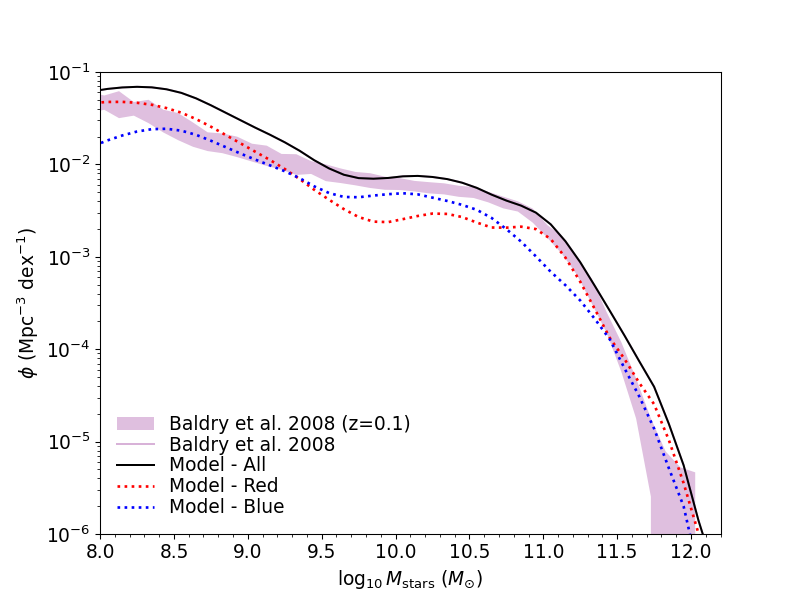 10⁻¹
10⁻²
10⁻³
10⁻⁴
10⁻⁵
10⁻⁶
ϕ (Mpc⁻³ dex⁻¹)
Baldry et al. 2008 (z=0.1)
Baldry et al. 2008
Model - All
Model - Red
Model - Blue
8.0 8.5 9.0 9.5 10.0 10.5 11.0 11.5 12.0
log₁₀ M_stars (M_⊙)